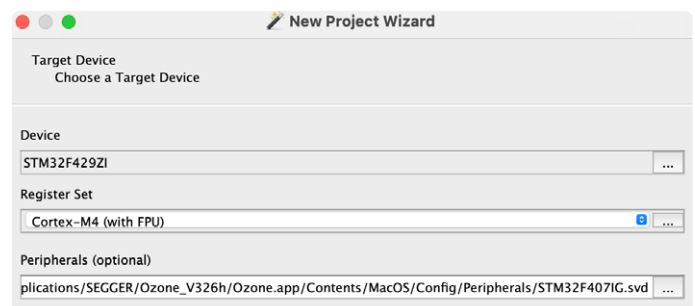 New Project Wizard
Target Device
Choose a Target Device
Device
STM32F429ZI
...
Register Set
Cortex-M4 (with FPU)
...
Peripherals (optional)
plications/SEGGER/Ozone_V326h/Ozone.app/Contents/MacOS/Config/Peripherals/STM32F407IG.svd
...